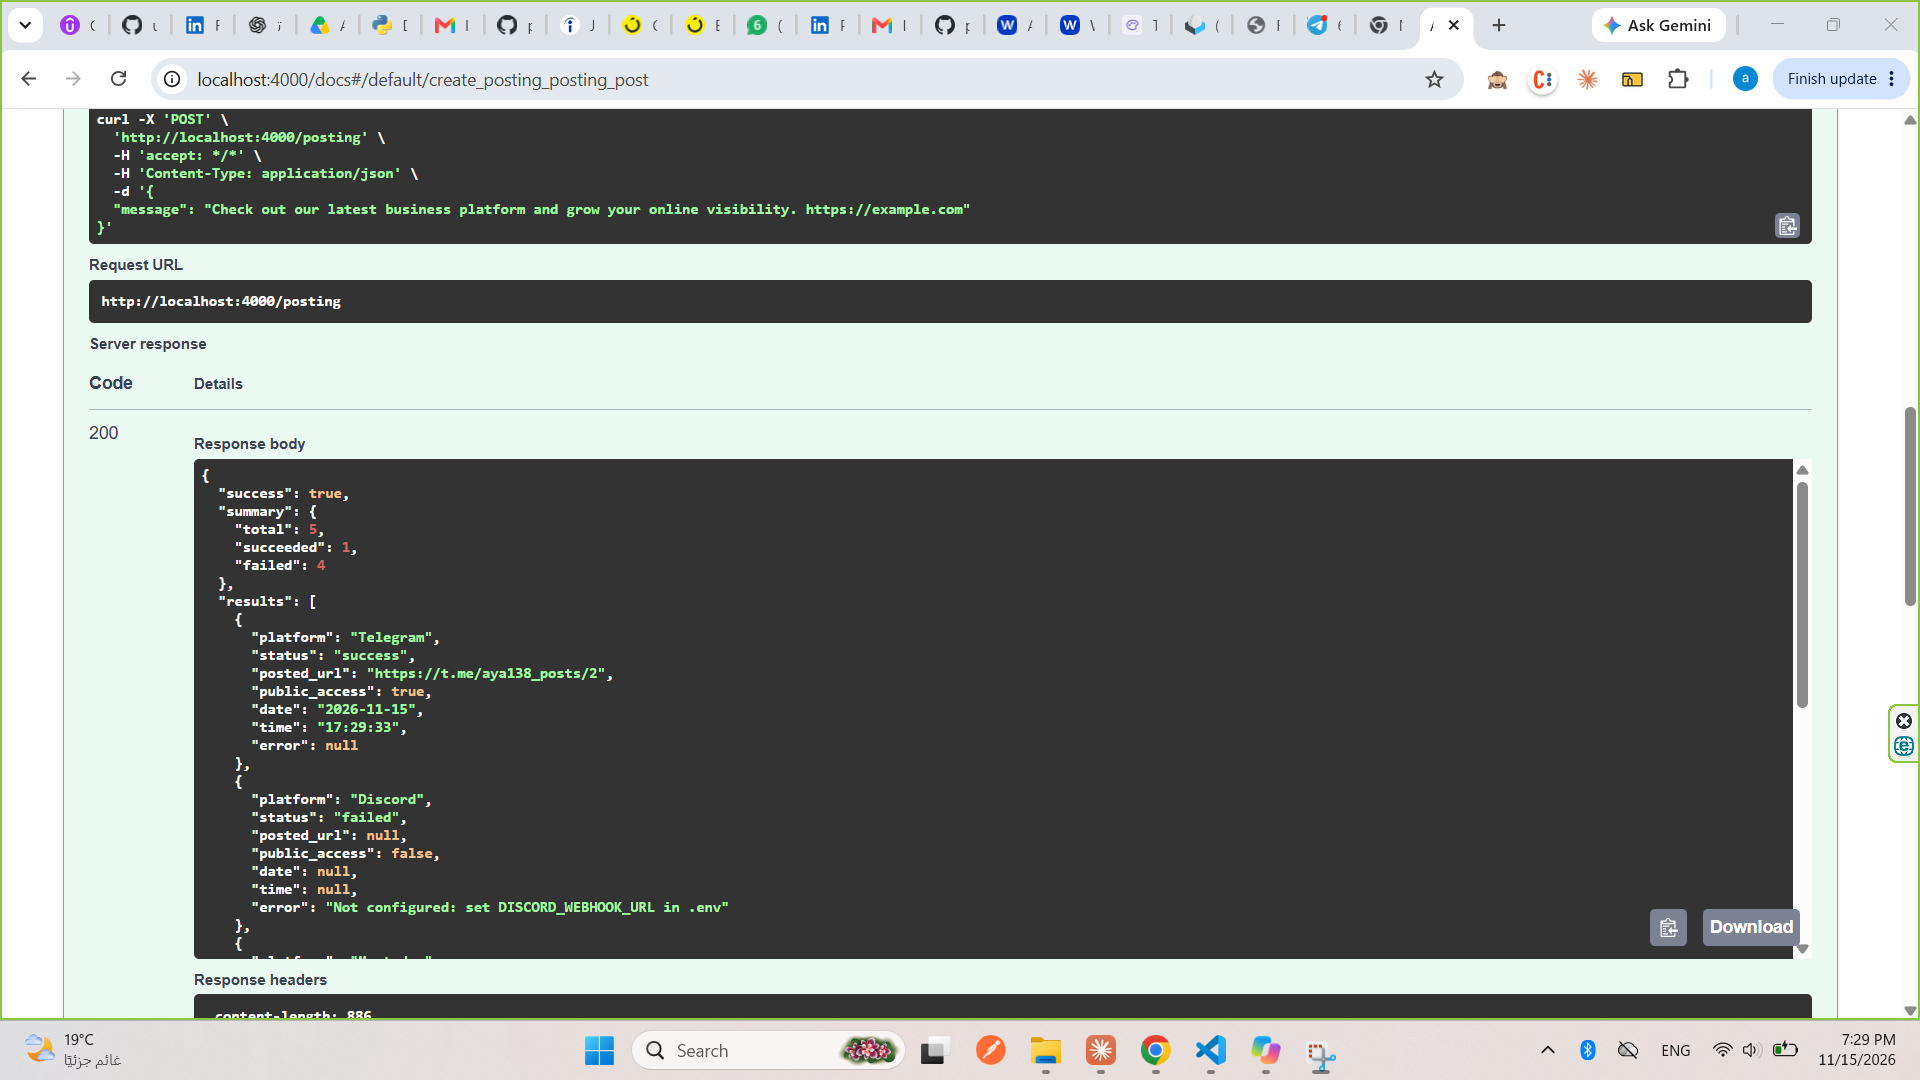 Ask Gemini
localhost:4000/docs#/default/create_posting_posting_post
a
Finish update
curl -X 'POST' \
'http://localhost:4000/posting' \
-H 'accept: */*' \
-H 'Content-Type: application/json' \
-d '{
"message": "Check out our latest business platform and grow your online visibility. https://example.com"
}'
Request URL
http://localhost:4000/posting
Server response
Code Details
200
Response body
{
"success": true,
"summary": {
"total": 5,
"succeeded": 1,
"failed": 4
},
"results": [
{
"platform": "Telegram",
"status": "success",
"posted_url": "https://t.me/aya138_posts/2",
"public_access": true,
"date": "2026-11-15",
"time": "17:29:33",
"error": null
},
{
"platform": "Discord",
"status": "failed",
"posted_url": null,
"public_access": false,
"date": null,
"time": null,
"error": "Not configured: set DISCORD_WEBHOOK_URL in .env"
},
{
Download
Response headers
content-length: 886
19°C
غائم جزئيًا
Search
ENG
7:29 PM
11/15/2026